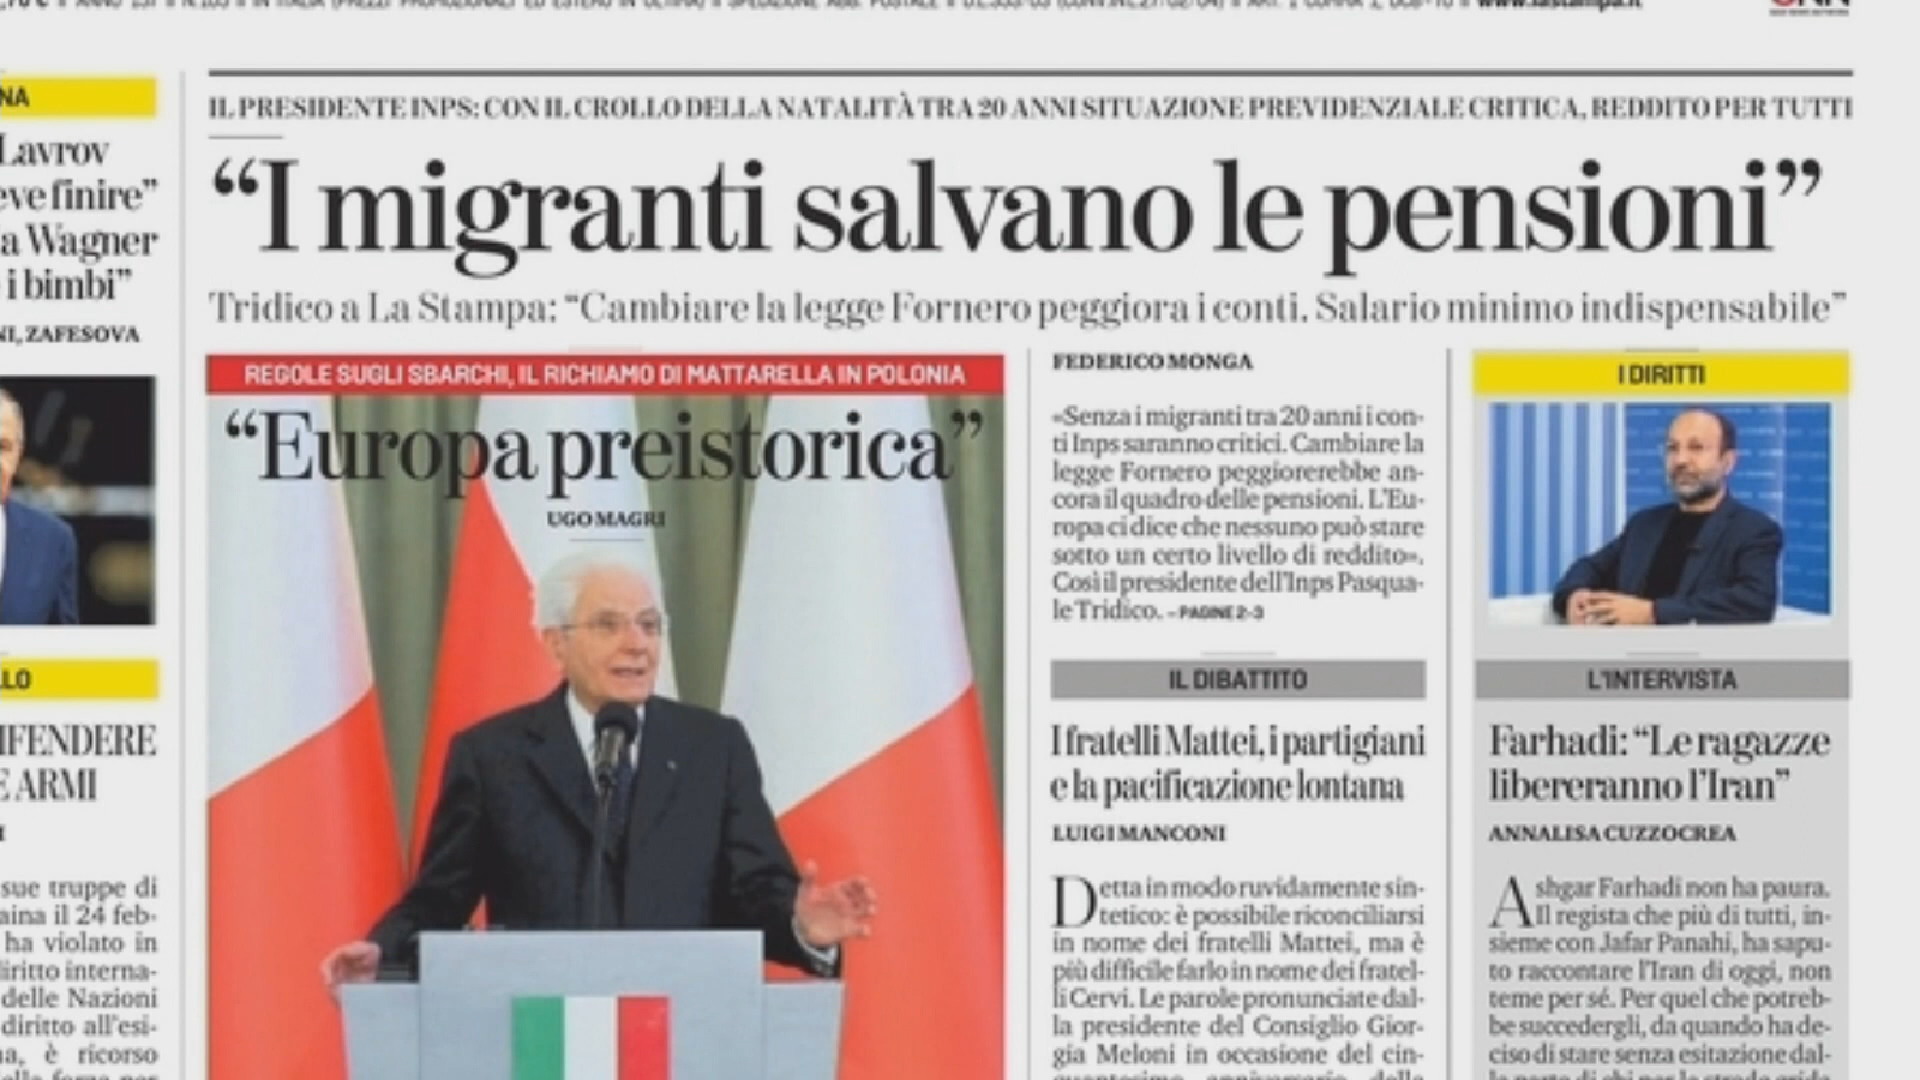 www.lastampa.it
NA
Lavrov
eve finire”
a Wagner
i bimbi”
NI, ZAFESOVA
LLO
IFENDERE
E ARMI
sue truppe di
aina il 24 feb-
ha violato in
diritto interna-
delle Nazioni
diritto all'esi-
na, è ricorso
IL PRESIDENTE INPS: CON IL CROLLO DELLA NATALITÀ TRA 20 ANNI SITUAZIONE PREVIDENZIALE CRITICA, REDDITO PER TUTTI
“I migranti salvano le pensioni”
Tridico a La Stampa: “Cambiare la legge Fornero peggiora i conti. Salario minimo indispensabile”
REGOLE SUGLI SBARCHI, IL RICHIAMO DI MATTARELLA IN POLONIA
“Europa preistorica”
UGO MAGRI
FEDERICO MONGA
«Senza i migranti tra 20 anni i con-
ti Inps saranno critici. Cambiare la
legge Fornero peggiorerebbe an-
cora il quadro delle pensioni. L'Eu-
ropa ci dice che nessuno può stare
sotto un certo livello di reddito».
Così il presidente dell'Inps Pasqua-
le Tridico. - PAGINE 2-3
IL DIBATTITO
I fratelli Mattei, i partigiani
e la pacificazione lontana
LUIGI MANCONI
Detta in modo ruvidamente sin-
tetico: è possibile riconciliarsi
in nome dei fratelli Mattei, ma è
più difficile farlo in nome dei fratel-
li Cervi. Le parole pronunciate dal-
la presidente del Consiglio Gior-
gia Meloni in occasione del cin-
quantesimo anniversario della
I DIRITTI
L'INTERVISTA
Farhadi: “Le ragazze
libereranno l'Iran”
ANNALISA CUZZOCREA
Ashgar Farhadi non ha paura.
Il regista che più di tutti, in-
sieme con Jafar Panahi, ha sapu-
to raccontare l'Iran di oggi, non
teme per sé. Per quel che potreb-
be succedergli, da quando ha de-
ciso di stare senza esitazione dal-